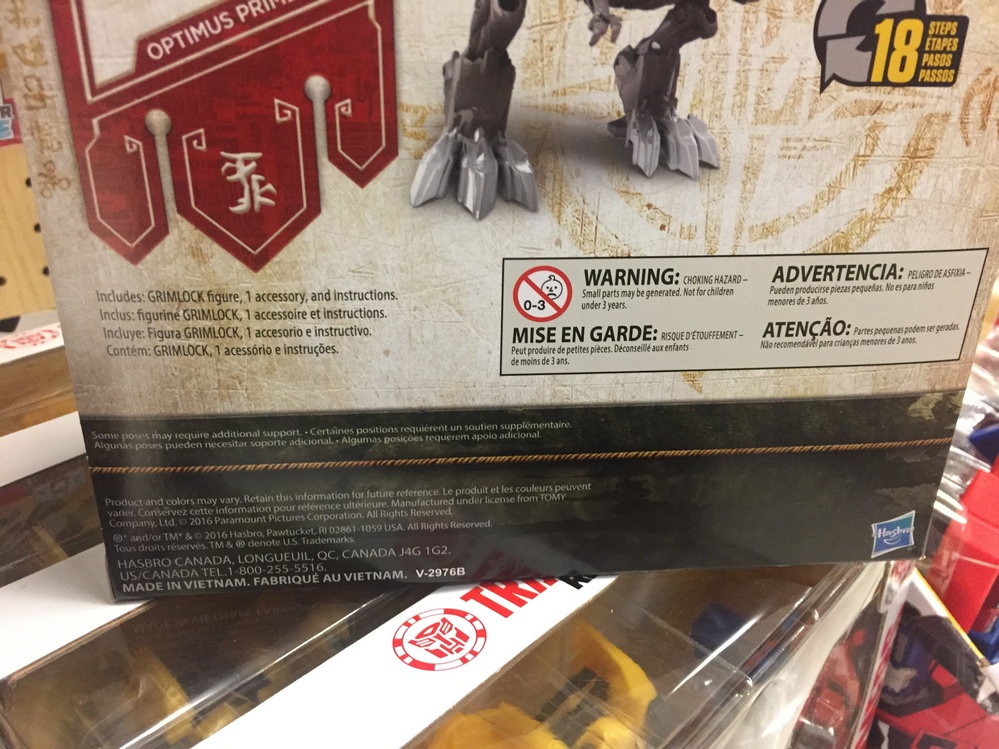 OPTIMUS PRIM
18
STEPS
ÉTAPES
PASOS
PASSOS
Includes: GRIMLOCK figure, 1 accessory, and instructions.
Inclus: figurine GRIMLOCK, 1 accessoire et instructions.
Incluye: Figura GRIMLOCK, 1 accesorio e instructivo.
Contém: GRIMLOCK, 1 acessório e instruções.
0-3
WARNING: CHOKING HAZARD –
Small parts may be generated. Not for children
under 3 years.
ADVERTENCIA: PELIGRO DE ASFIXIA –
Pueden producirse piezas pequeñas. No es para niños
menores de 3 años.
MISE EN GARDE: RISQUE D'ÉTOUFFEMENT –
Peut produire de petites pièces. Déconseillé aux enfants
de moins de 3 ans.
ATENÇÃO: Partes pequenas podem ser geradas.
Não recomendável para crianças menores de 3 anos.
Some poses may require additional support. • Certaines positions requièrent un soutien supplémentaire.
Algunas poses pueden necesitar soporte adicional. • Algumas posições requerem apoio adicional.
Product and colors may vary. Retain this information for future reference. Le produit et les couleurs peuvent
varier. Conservez cette information pour référence ultérieure. Manufactured under license from TOMY
Company, Ltd. © 2016 Paramount Pictures Corporation. All Rights Reserved.
®* and/or TM* & © 2016 Hasbro, Pawtucket, RI 02861-1059 USA. All Rights Reserved.
Tous droits réservés. TM & ® denote U.S. Trademarks.
HASBRO CANADA, LONGUEUIL, QC, CANADA J4G 1G2.
US/CANADA TEL.1-800-255-5516.
MADE IN VIETNAM. FABRIQUÉ AU VIETNAM. V-2976B
Hasbro